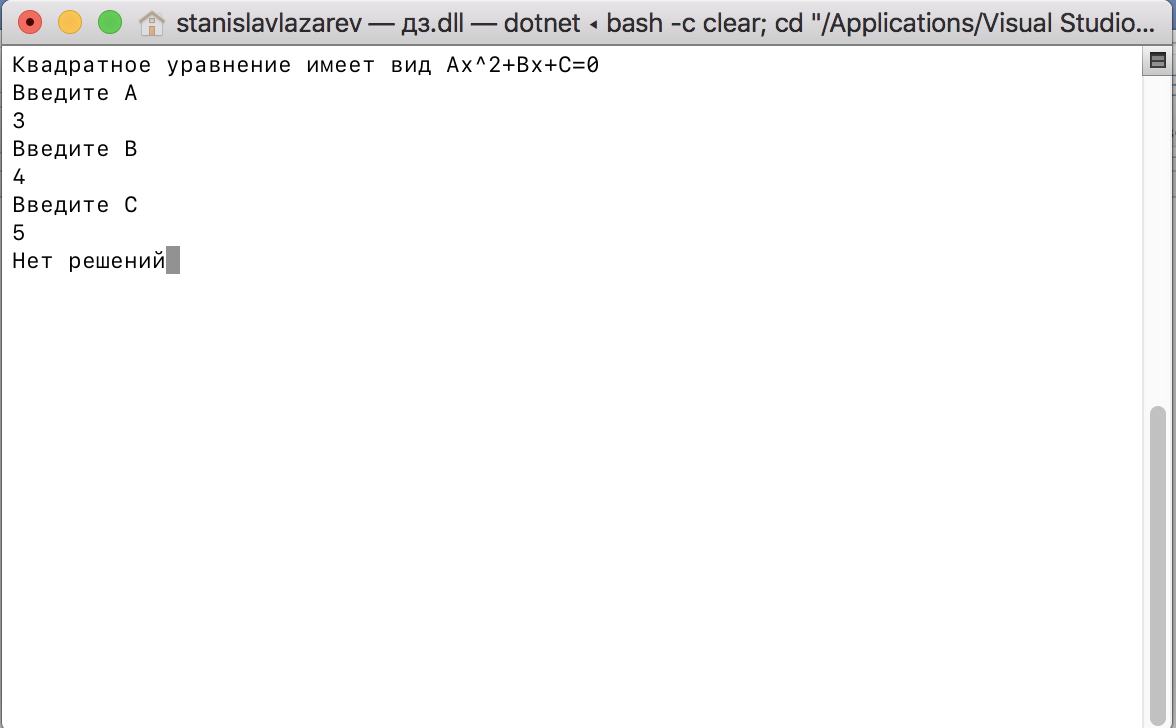 stanislavlazarev — дз.dll — dotnet ◂ bash -c clear; cd "/Applications/Visual Studio...
Квадратное уравнение имеет вид Ax^2+Bx+C=0
Введите A
3
Введите B
4
Введите C
5
Нет решений